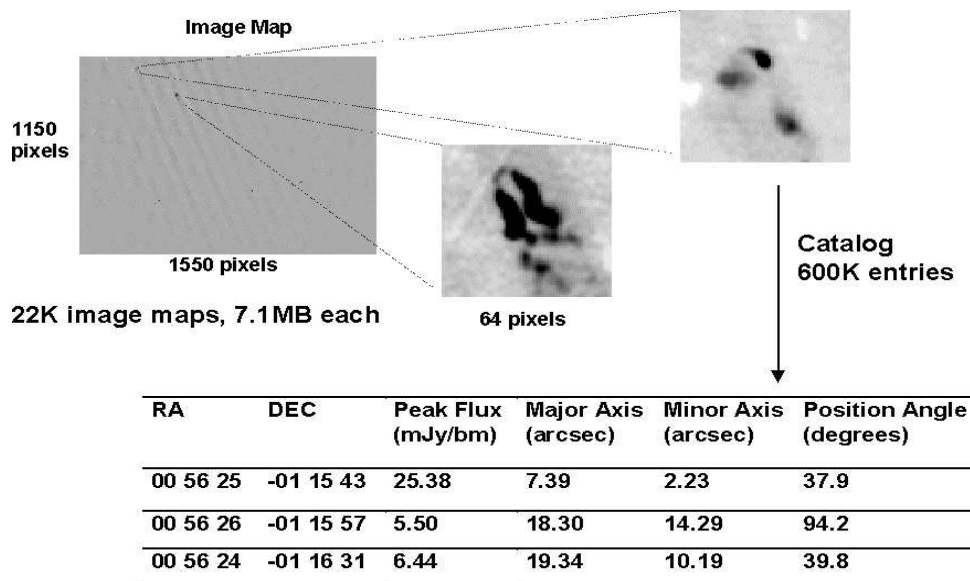 Image Map
1150
pixels
1550 pixels
22K image maps, 7.1MB each
64 pixels
Catalog
600K entries
RA DEC Peak Flux Major Axis Minor Axis Position Angle
(mJy/bm) (arcsec) (arcsec) (degrees)
00 56 25 -01 15 43 25.38 7.39 2.23 37.9
00 56 26 -01 15 57 5.50 18.30 14.29 94.2
00 56 24 -01 16 31 6.44 19.34 10.19 39.8